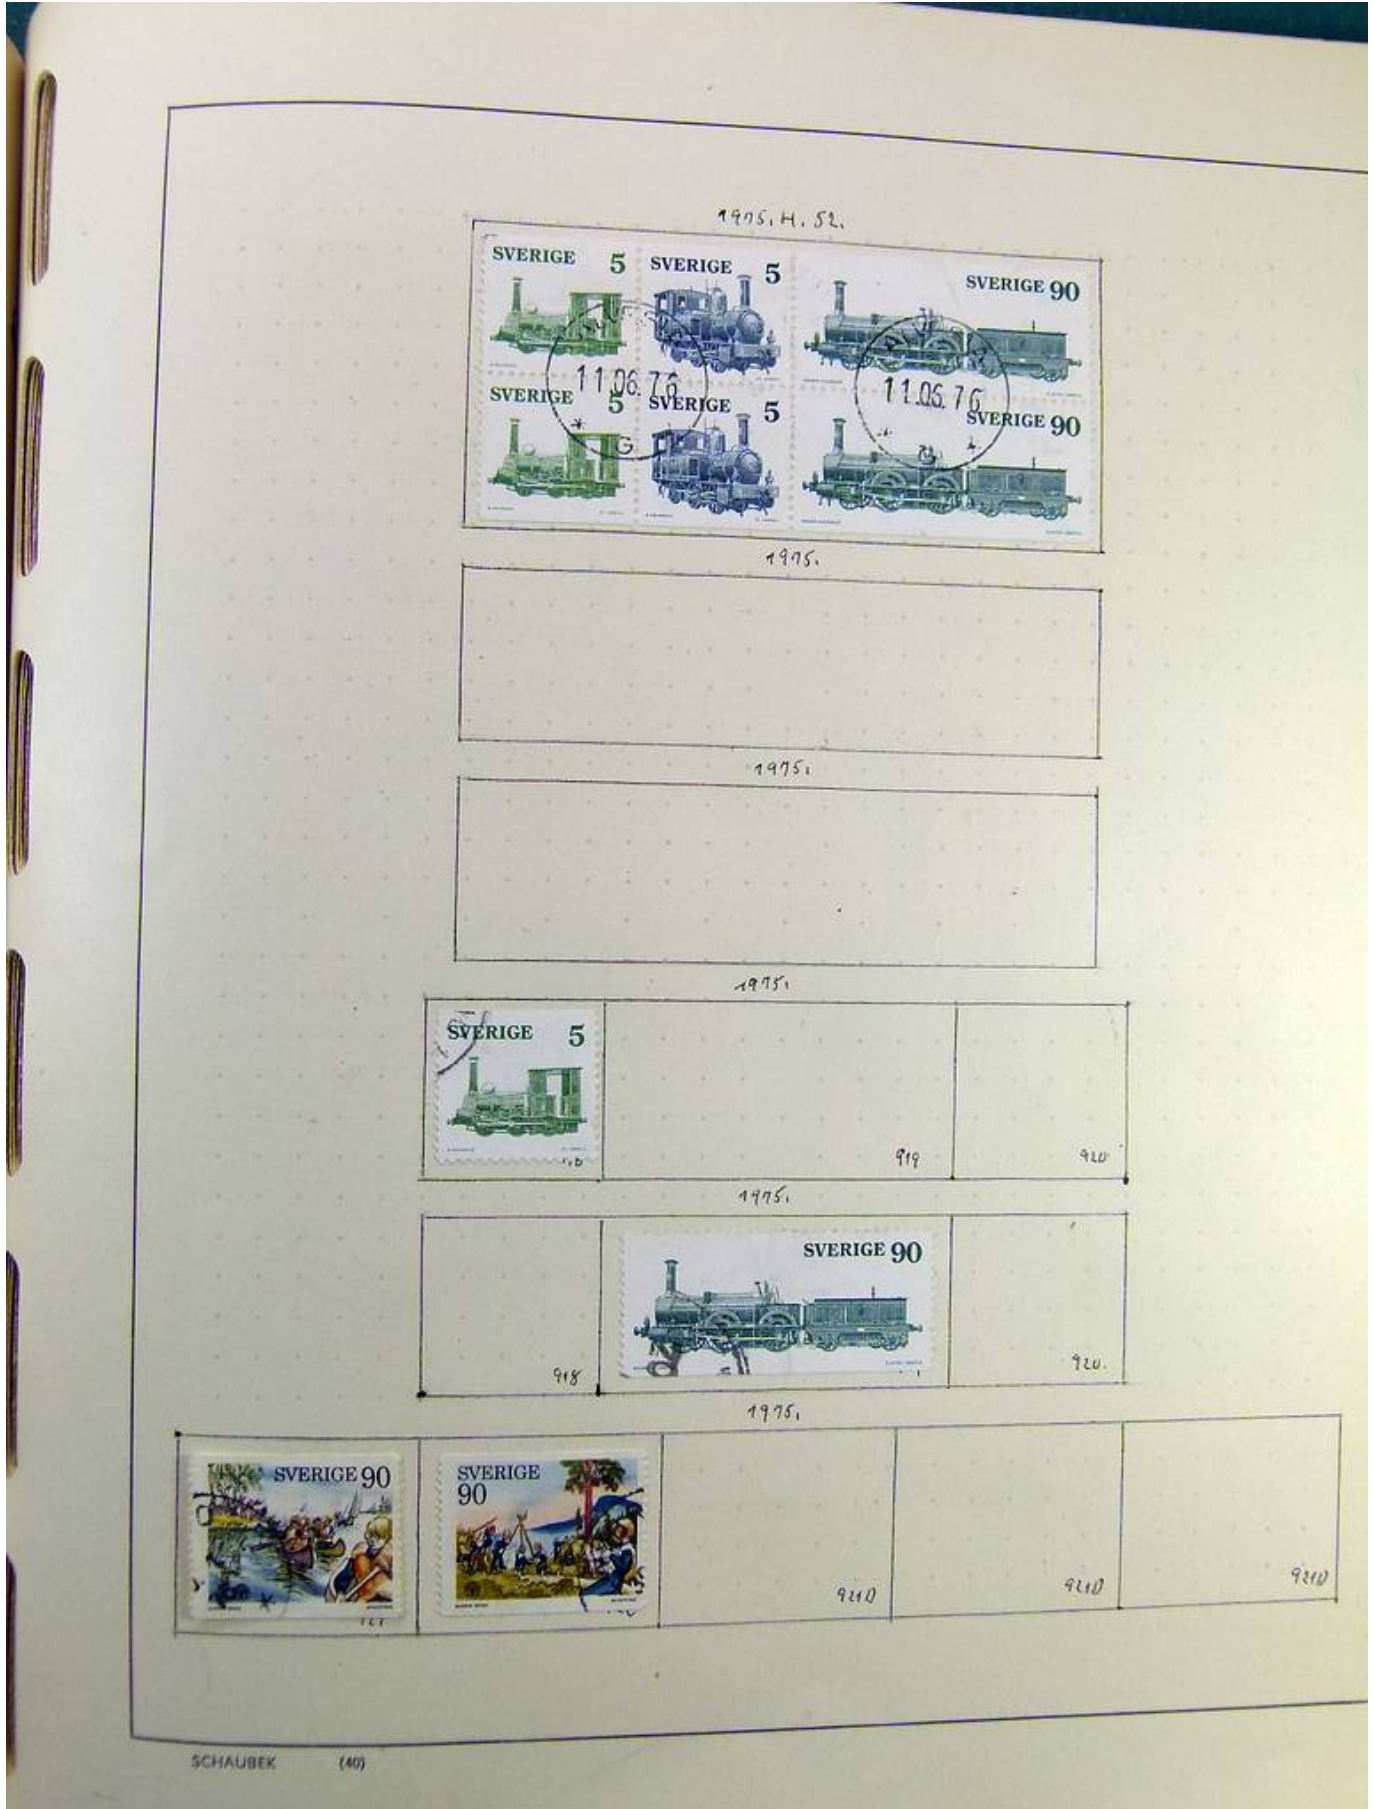 1975. H. 52.
SVERIGE 5
SVERIGE 5
SVERIGE 90
11.06.76
11.06.76
SVERIGE 5
SVERIGE 5
SVERIGE 90
G
1975.
1975.
1975.
SVERIGE 5
919
920
1975.
SVERIGE 90
918
920.
1975.
SVERIGE 90
SVERIGE
90
921D
921D
921D
SCHAUBEK (40)